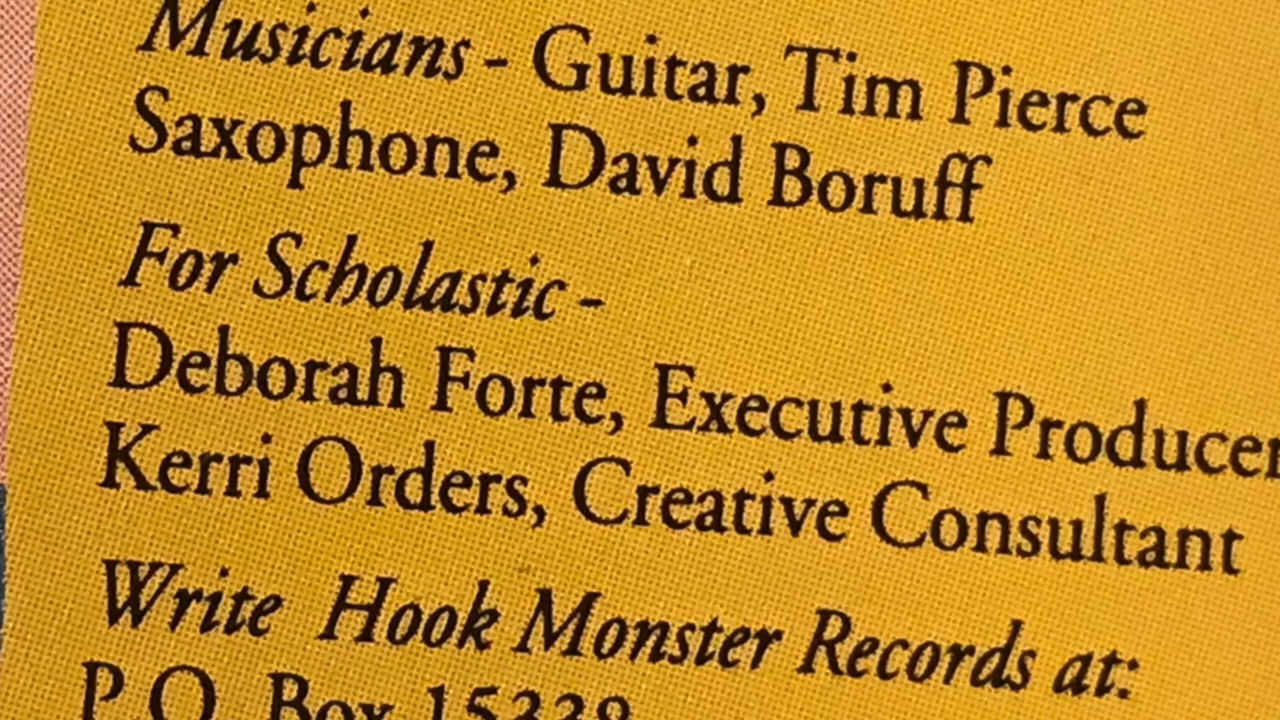 Musicians - Guitar, Tim Pierce
Saxophone, David Boruff
For Scholastic -
Deborah Forte, Executive Producer
Kerri Orders, Creative Consultant
Write Hook Monster Records at:
P.O. Box